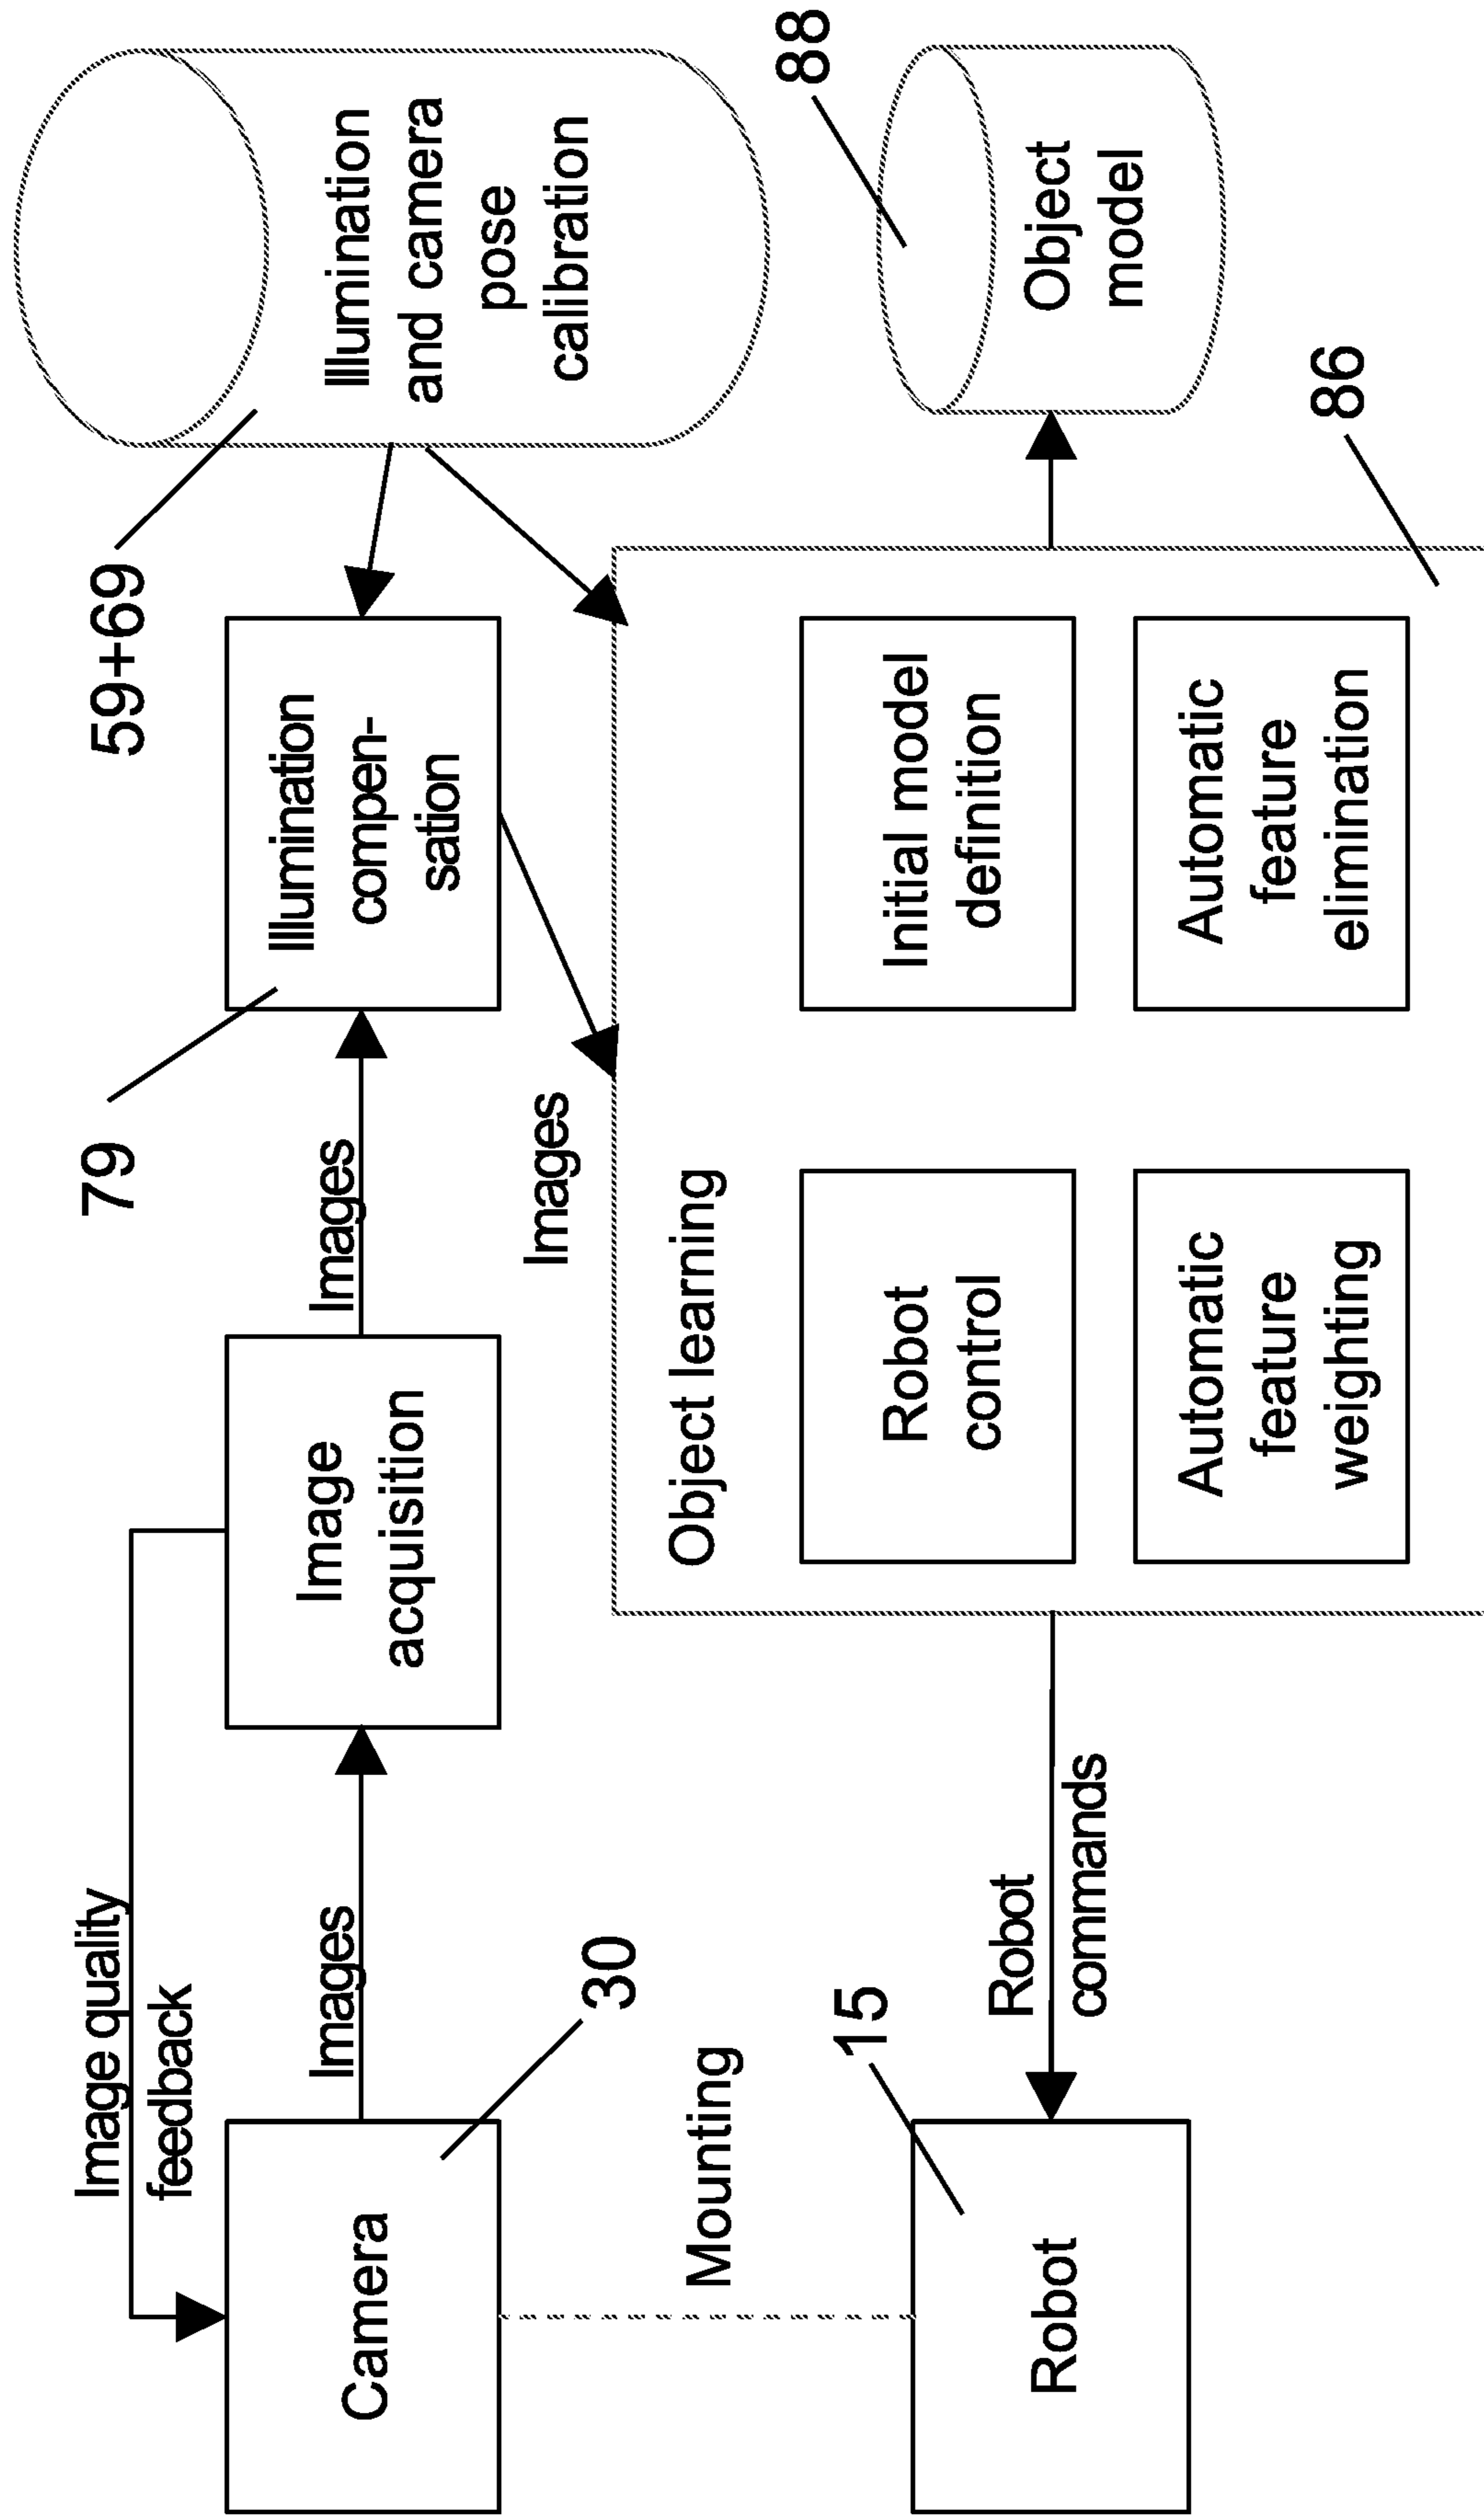 Image quality
feedback
Camera
30
Images
Image
acquisition
Images
79
Illumination
compen-
sation
Images
59+69
Illumination
and camera
pose
calibration
Mounting
15
Robot
Robot
commands
Object learning
Robot
control
Initial model
definition
Automatic
feature
weighting
Automatic
feature
elimination
86
88
Object
model